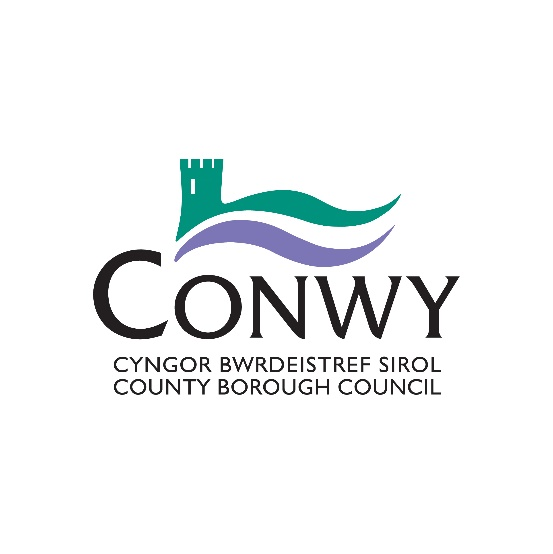 CONWY
CYNGOR BWRDEISTREF SIROL
COUNTY BOROUGH COUNCIL